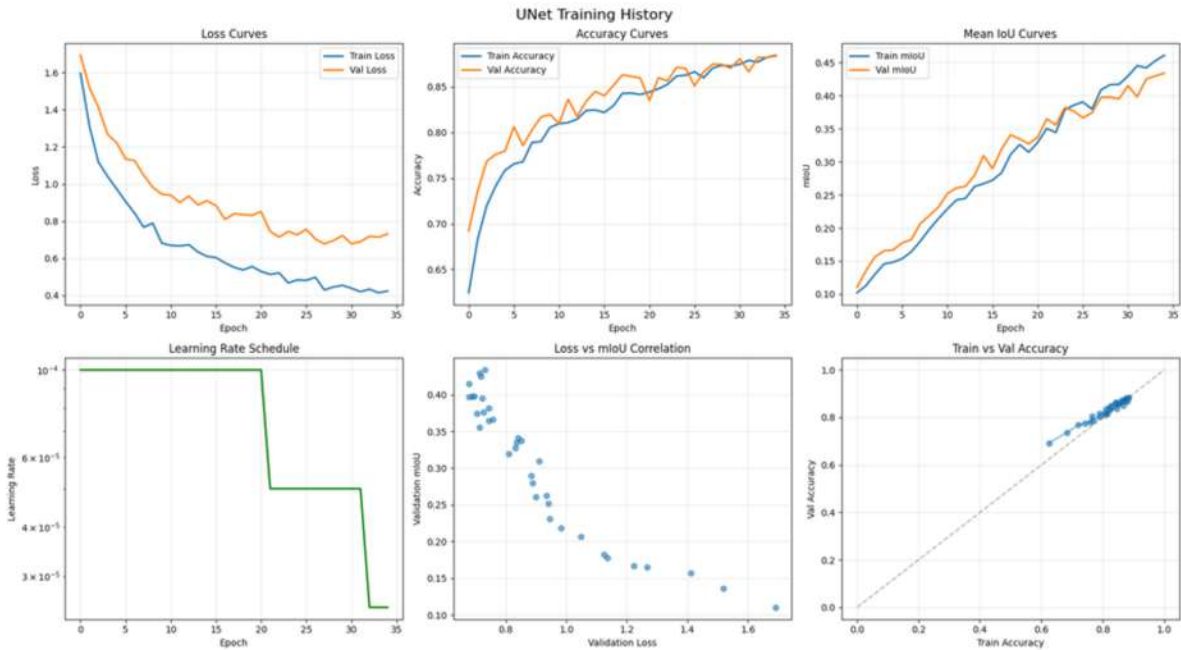 UNet Training History
Loss Curves
Train Loss
Val Loss
Loss
1.6
1.4
1.2
1.0
0.8
0.6
0.4
0 5 10 15 20 25 30 35
Epoch
Accuracy Curves
Train Accuracy
Val Accuracy
Accuracy
0.85
0.80
0.75
0.70
0.65
0 5 10 15 20 25 30 35
Epoch
Mean IoU Curves
Train mIoU
Val mIoU
mIoU
0.45
0.40
0.35
0.30
0.25
0.20
0.15
0.10
0 5 10 15 20 25 30 35
Epoch
Learning Rate Schedule
Learning Rate
10⁻⁴
6 × 10⁻⁵
4 × 10⁻⁵
3 × 10⁻⁵
0 5 10 15 20 25 30 35
Epoch
Loss vs mIoU Correlation
Validation mIoU
0.40
0.35
0.30
0.25
0.20
0.15
0.10
0.8 1.0 1.2 1.4 1.6
Validation Loss
Train vs Val Accuracy
Val Accuracy
1.0
0.8
0.6
0.4
0.2
0.0
0.0 0.2 0.4 0.6 0.8 1.0
Train Accuracy